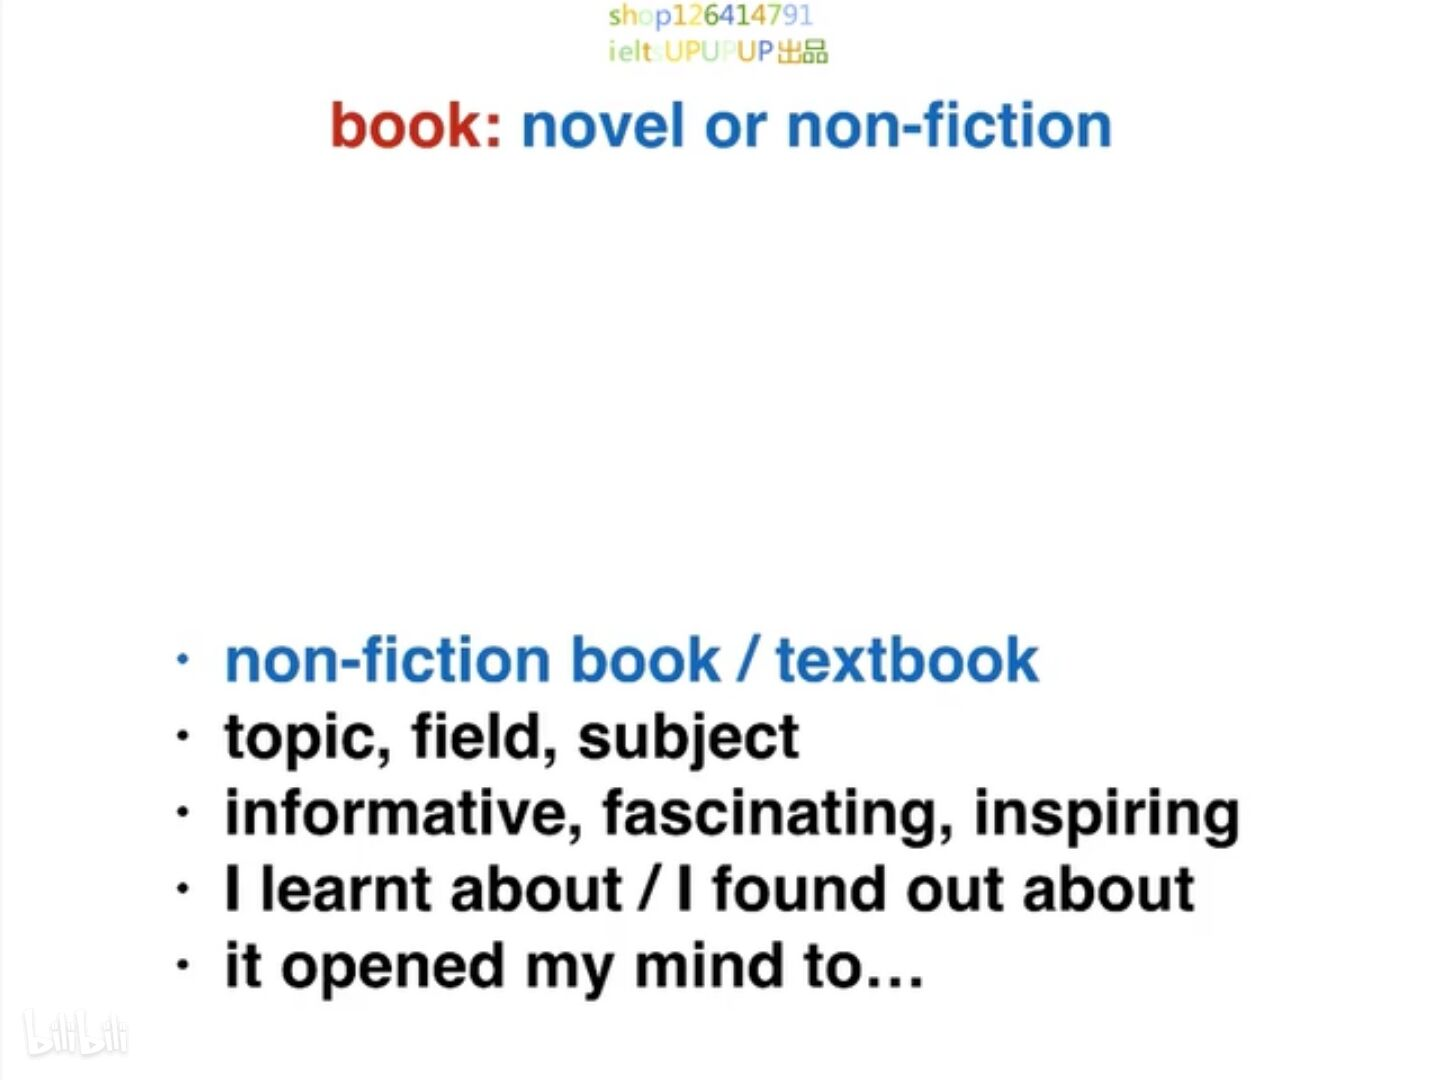 shop126414791
ieltsUPUPUP出品
book: novel or non-fiction
· non-fiction book / textbook
· topic, field, subject
· informative, fascinating, inspiring
· I learnt about / I found out about
· it opened my mind to...
bilibili